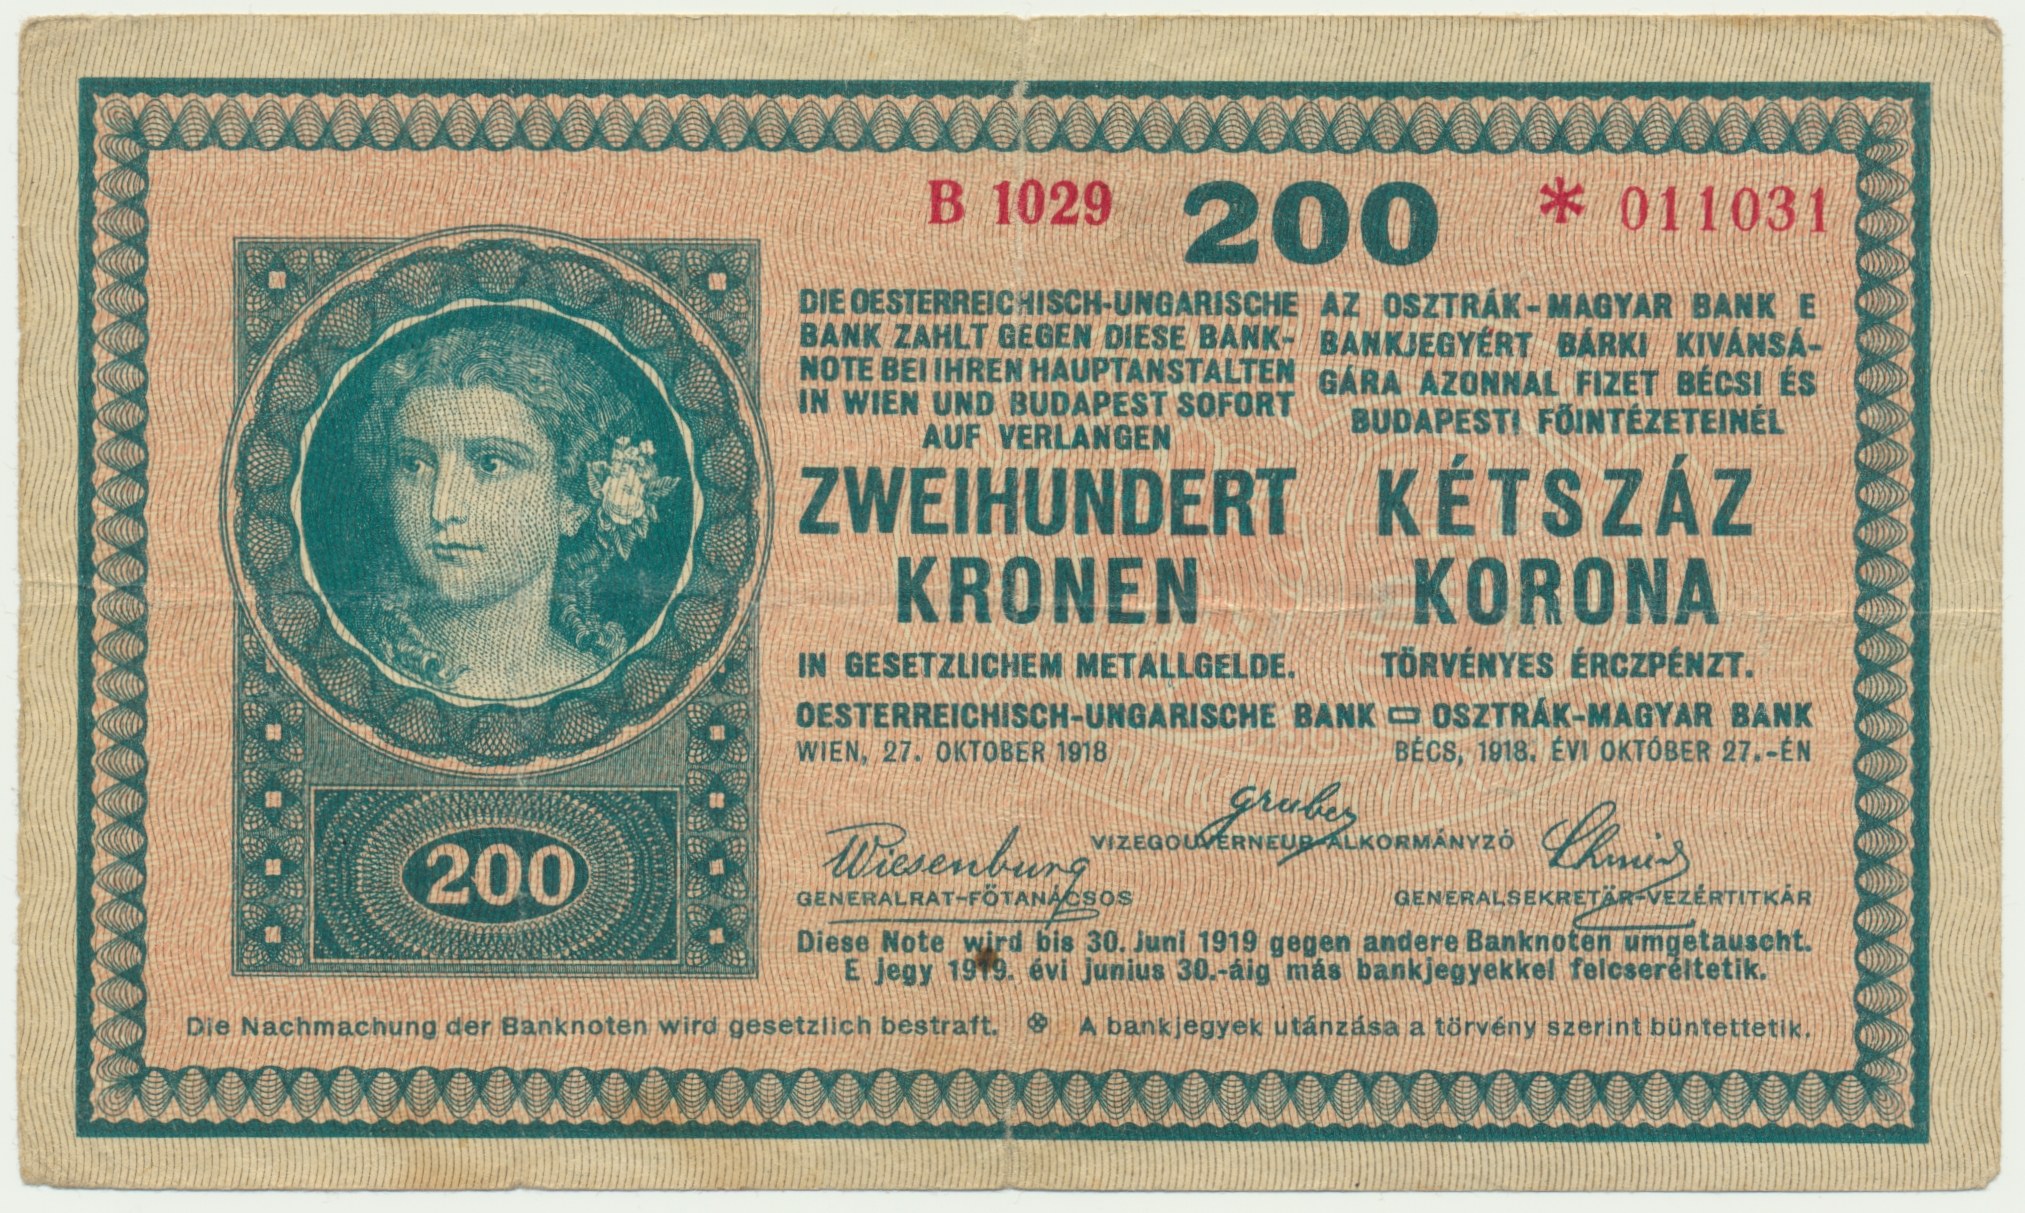 B 1029 200 * 011031
DIE OESTERREICHISCH-UNGARISCHE
BANK ZAHLT GEGEN DIESE BANK-
NOTE BEI IHREN HAUPTANSTALTEN
IN WIEN UND BUDAPEST SOFORT
AUF VERLANGEN
ZWEIHUNDERT
KRONEN
IN GESETZLICHEM METALLGELDE.
AZ OSZTRÁK-MAGYAR BANK E
BANKJEGYÉRT BÁRKI KIVÁNSÁ-
GÁRA AZONNAL FIZET BÉCSI ÉS
BUDAPESTI FŐINTÉZETEINÉL
KÉTSZÁZ
KORONA
TÖRVÉNYES ÉRCZPÉNZT.
OESTERREICHISCH-UNGARISCHE BANK ▭ OSZTRÁK-MAGYAR BANK
WIEN, 27. OKTOBER 1918
BÉCS, 1918. ÉVI OKTÓBER 27.-ÉN
Gruber
VIZEGOUVERNEUR-ALKORMÁNYZÓ
Wiesenburg
GENERALRAT-FŐTANÁCSOS
Schmid
GENERALSEKRETÄR-VEZÉRTITKÁR
200
Diese Note wird bis 30. Juni 1919 gegen andere Banknoten umgetauscht.
E jegy 1919. évi junius 30.-áig más bankjegyekkel felcseréltetik.
Die Nachmachung der Banknoten wird gesetzlich bestraft. A bankjegyek utánzása a törvény szerint büntettetik.